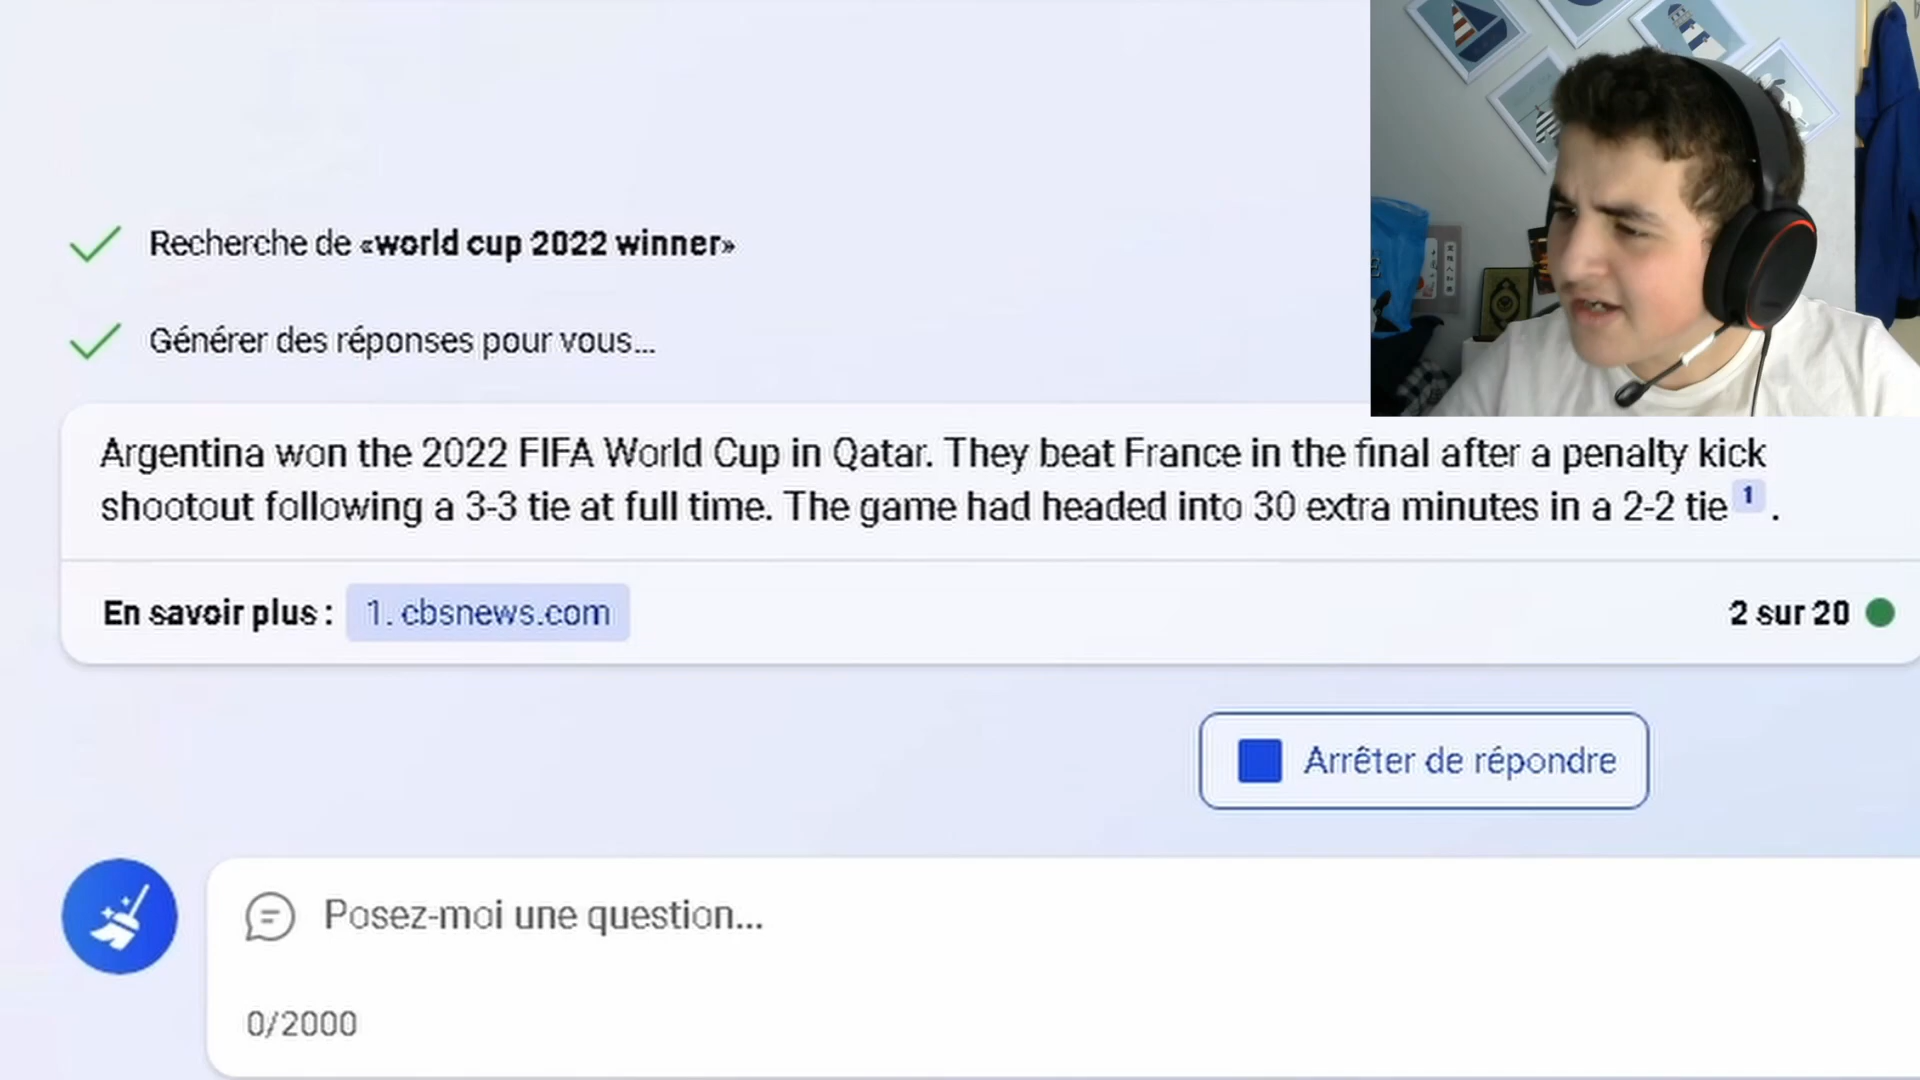 Recherche de «world cup 2022 winner»
Générer des réponses pour vous...
Argentina won the 2022 FIFA World Cup in Qatar. They beat France in the final after a penalty kick
shootout following a 3-3 tie at full time. The game had headed into 30 extra minutes in a 2-2 tie 1 .
En savoir plus : 1. cbsnews.com
2 sur 20
Arrêter de répondre
Posez-moi une question...
0/2000